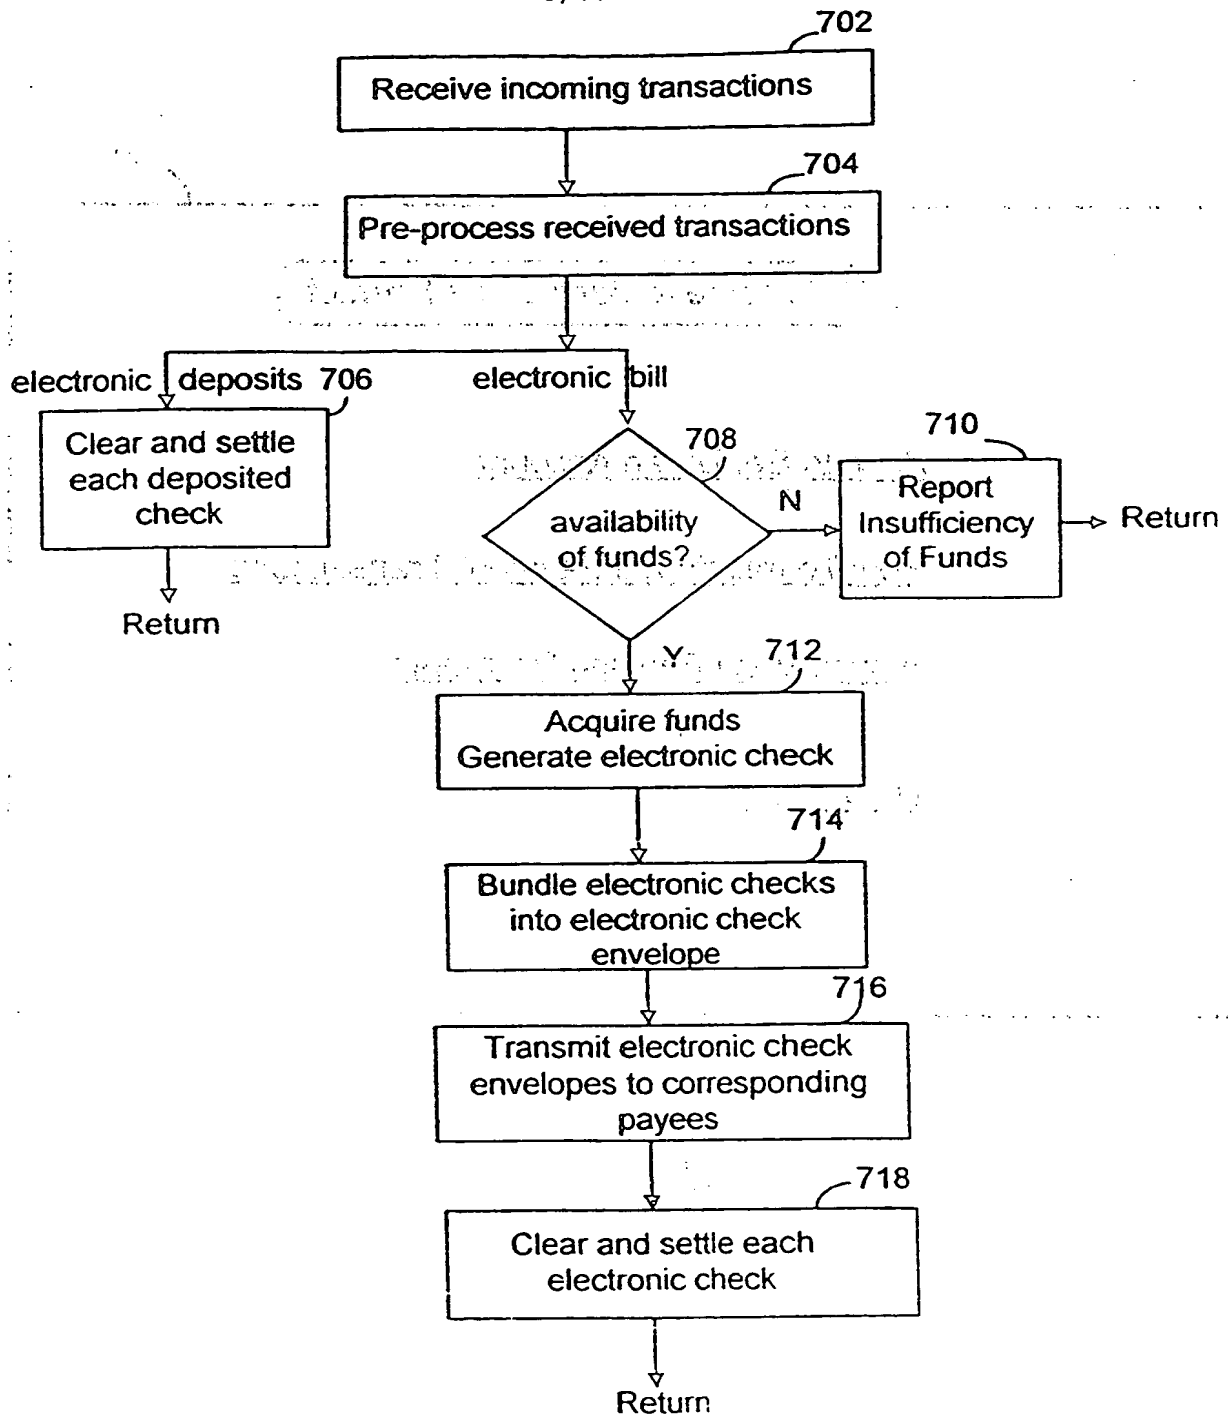 702
Receive incoming transactions
704
Pre-process received transactions
electronic deposits 706
electronic bill
Clear and settle
each deposited
check
Return
708
availability
of funds?
N
710
Report
Insufficiency
of Funds
Return
Y
712
Acquire funds
Generate electronic check
714
Bundle electronic checks
into electronic check
envelope
716
Transmit electronic check
envelopes to corresponding
payees
718
Clear and settle each
electronic check
Return